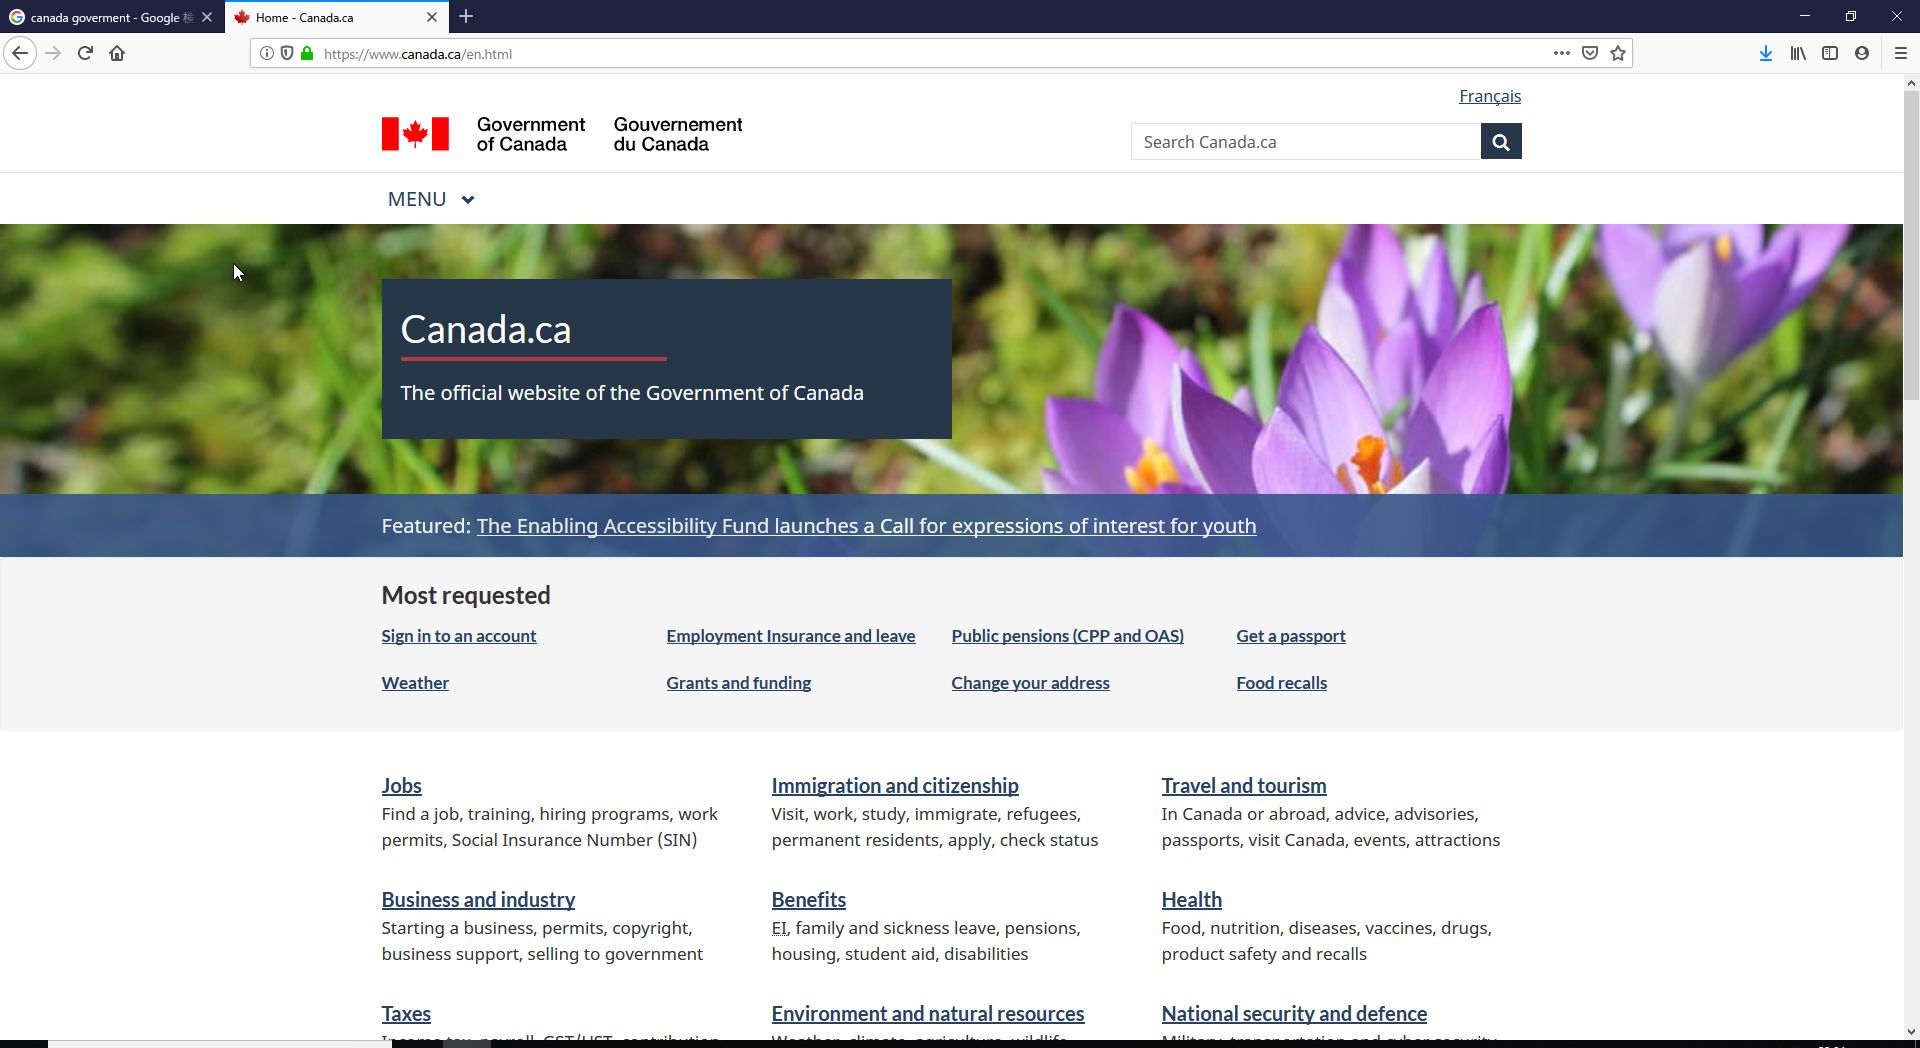 canada goverment - Google 検
Home - Canada.ca
https://www.canada.ca/en.html
Français
Government of Canada
Gouvernement du Canada
Search Canada.ca
MENU
Canada.ca
The official website of the Government of Canada
Featured: The Enabling Accessibility Fund launches a Call for expressions of interest for youth
Most requested
Sign in to an account
Employment Insurance and leave
Public pensions (CPP and OAS)
Get a passport
Weather
Grants and funding
Change your address
Food recalls
Jobs
Find a job, training, hiring programs, work
permits, Social Insurance Number (SIN)
Immigration and citizenship
Visit, work, study, immigrate, refugees,
permanent residents, apply, check status
Travel and tourism
In Canada or abroad, advice, advisories,
passports, visit Canada, events, attractions
Business and industry
Starting a business, permits, copyright,
business support, selling to government
Benefits
EI, family and sickness leave, pensions,
housing, student aid, disabilities
Health
Food, nutrition, diseases, vaccines, drugs,
product safety and recalls
Taxes
Environment and natural resources
National security and defence